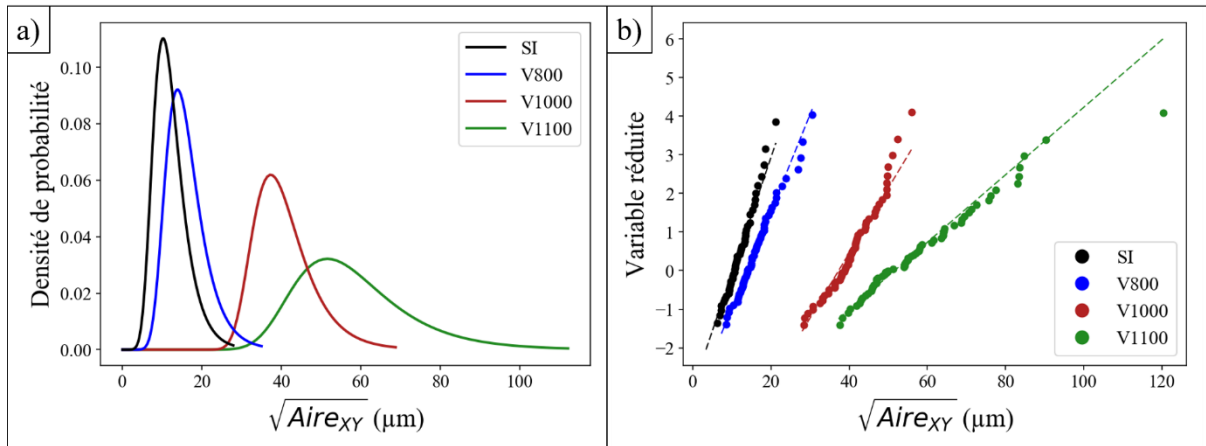 a)
Densité de probabilité
0.10
0.08
0.06
0.04
0.02
0.00
0 20 40 60 80 100
√Aire_XY (µm)
SI
V800
V1000
V1100
b)
Variable réduite
6
5
4
3
2
1
0
−1
−2
0 20 40 60 80 100 120
√Aire_XY (µm)
SI
V800
V1000
V1100